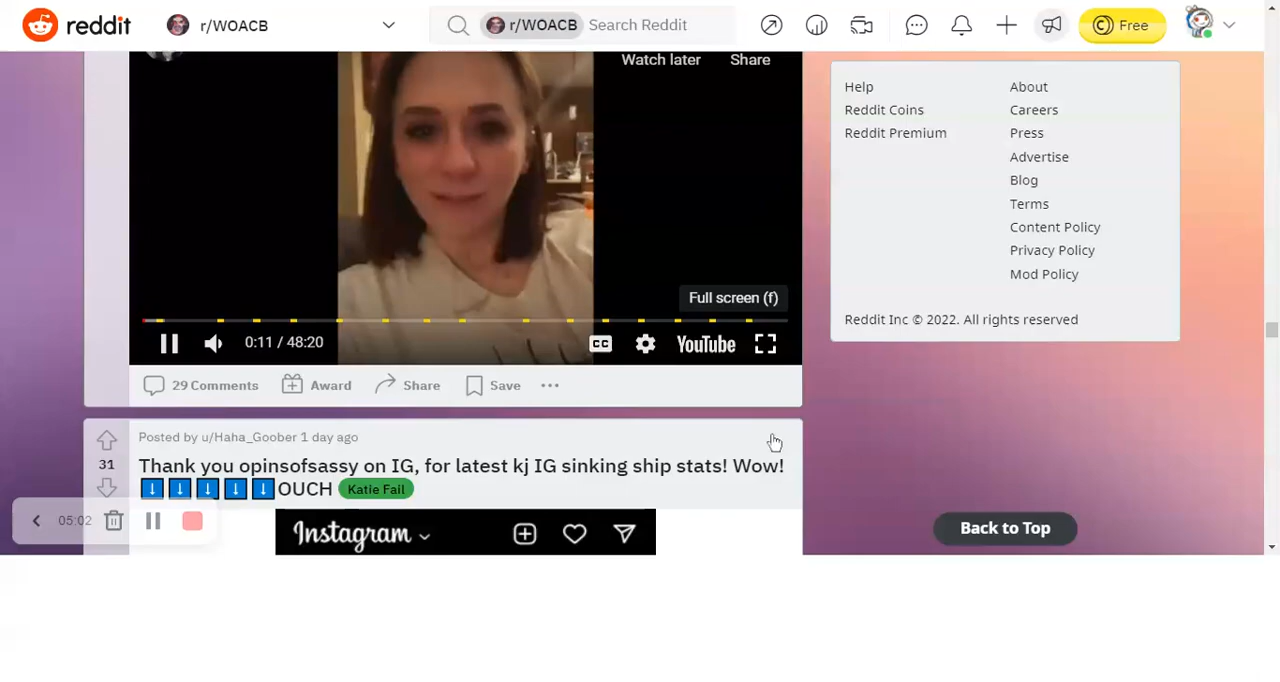 reddit
r/WOACB
r/WOACB
Search Reddit
Free
Watch later
Share
Full screen (f)
0:11 / 48:20
CC
YouTube
29 Comments
Award
Share
Save
Posted by u/Haha_Goober 1 day ago
31
Thank you opinsofsassy on IG, for latest kj IG sinking ship stats! Wow!
⬇️⬇️⬇️⬇️⬇️OUCH Katie Fail
05:02
Instagram
Help
About
Reddit Coins
Careers
Reddit Premium
Press
Advertise
Blog
Terms
Content Policy
Privacy Policy
Mod Policy
Reddit Inc © 2022. All rights reserved
Back to Top